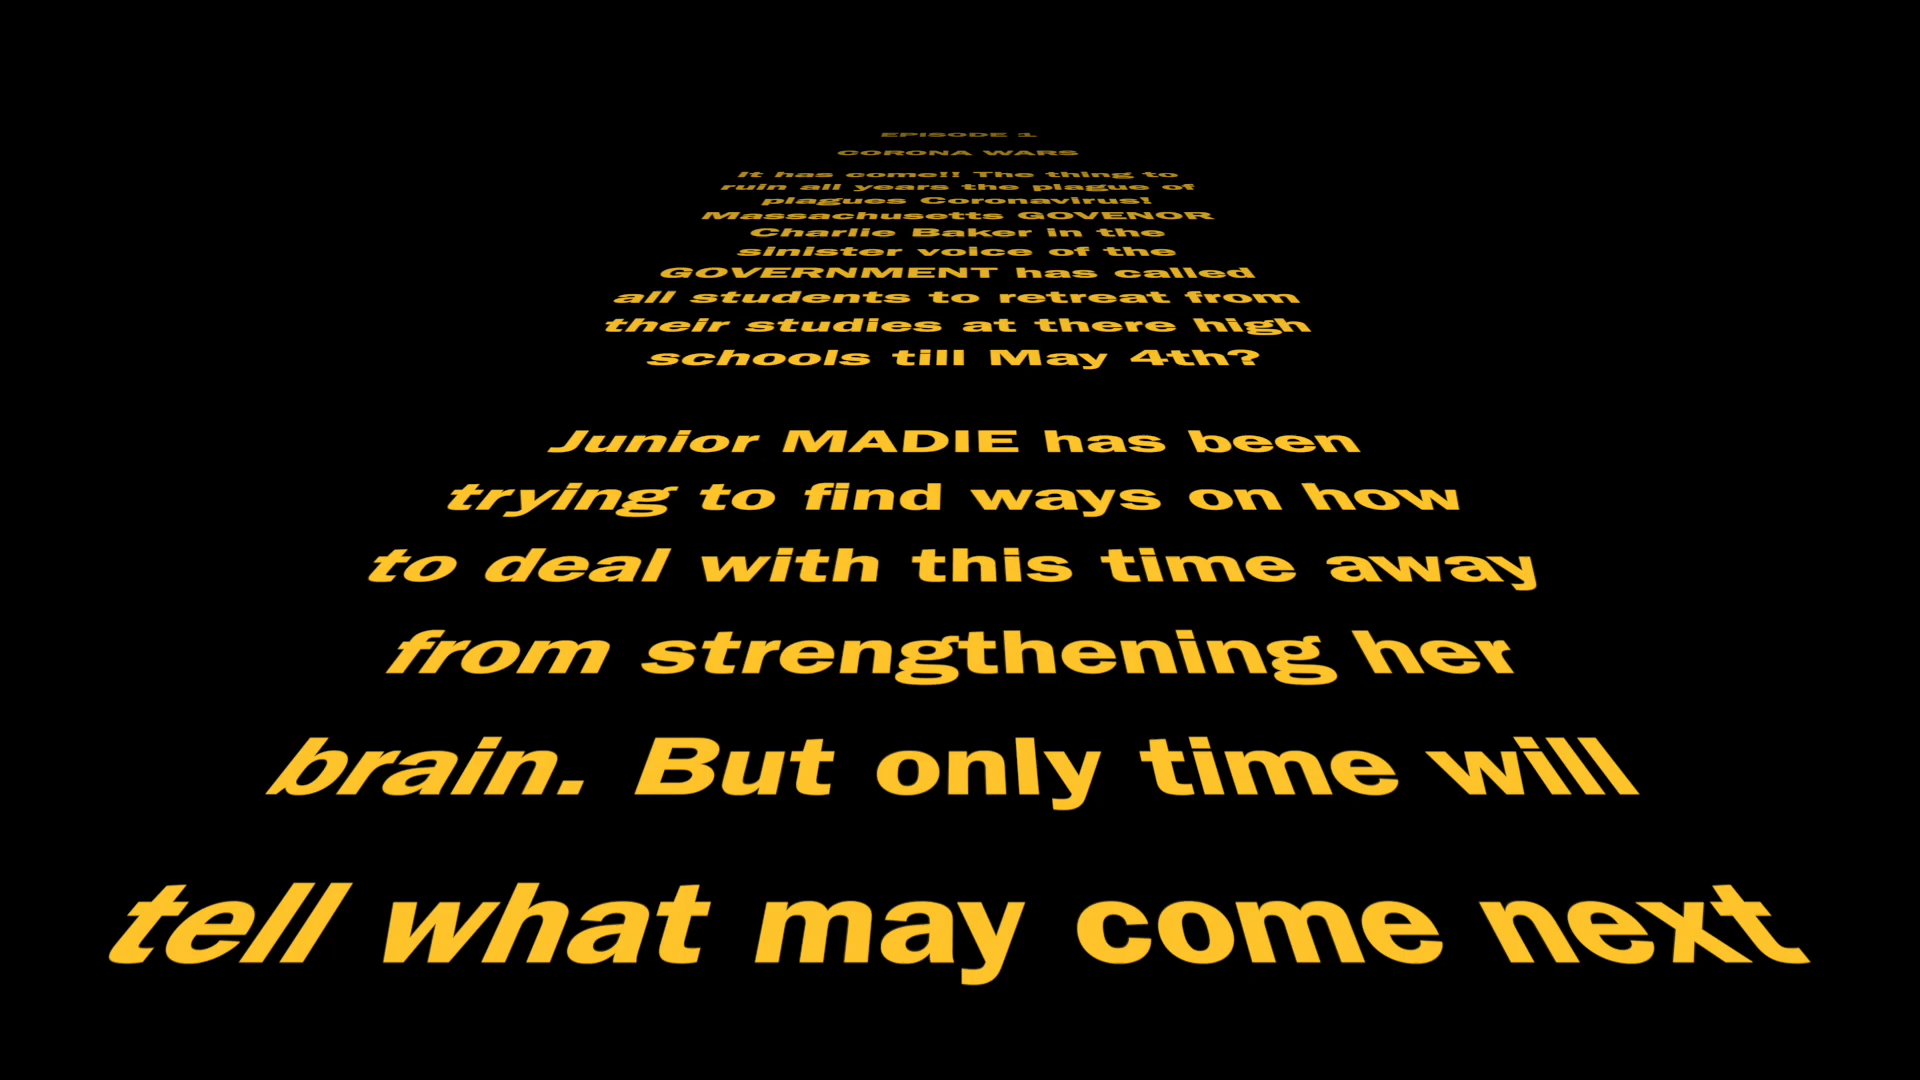 EPISODE 1
CORONA WARS
It has come!! The thing to
ruin all years the plague of
plagues Coronavirus!
Massachusetts GOVENOR
Charlie Baker in the
sinister voice of the
GOVERNMENT has called
all students to retreat from
their studies at there high
schools till May 4th?
Junior MADIE has been
trying to find ways on how
to deal with this time away
from strengthening her
brain. But only time will
tell what may come next